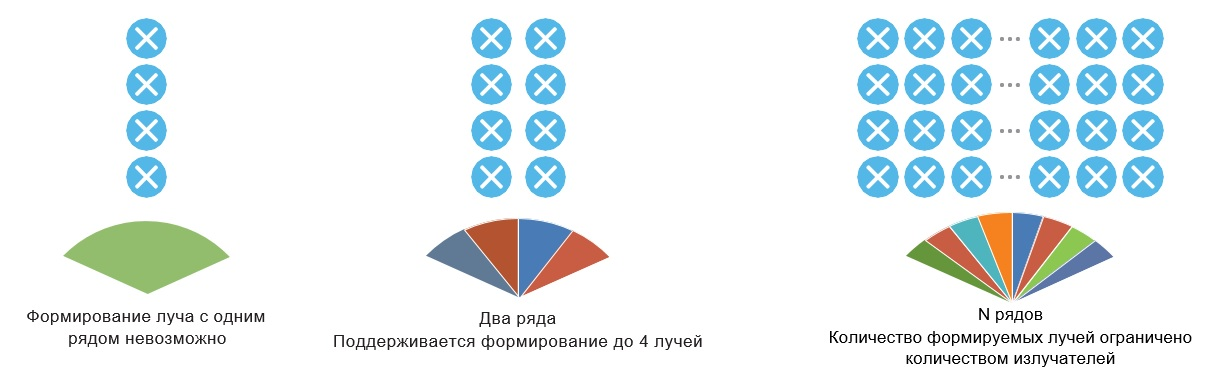 Формирование луча с одним
рядом невозможно
Два ряда
Поддерживается формирование до 4 лучей
N рядов
Количество формируемых лучей ограничено
количеством излучателей